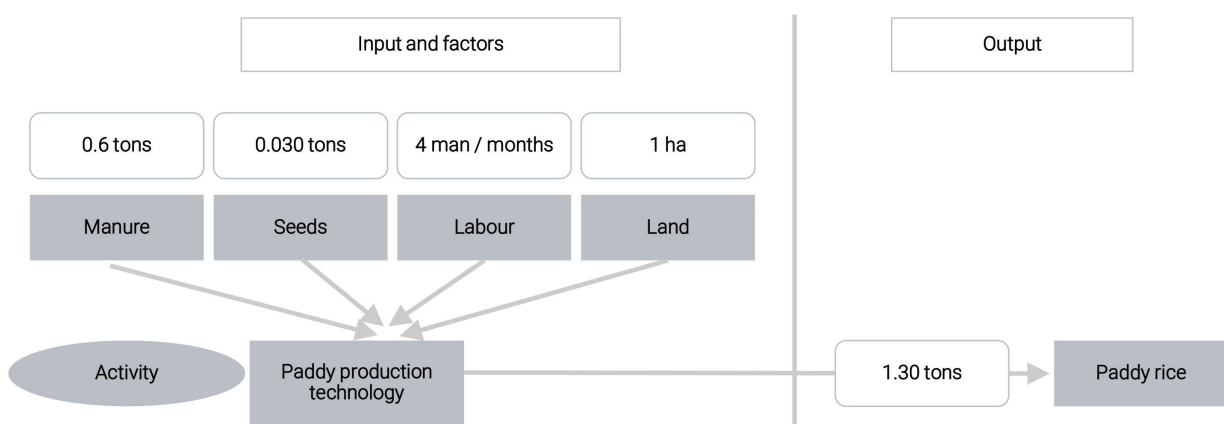 Input and factors
Output
0.6 tons
0.030 tons
4 man / months
1 ha
Manure
Seeds
Labour
Land
Activity
Paddy production
technology
1.30 tons
Paddy rice